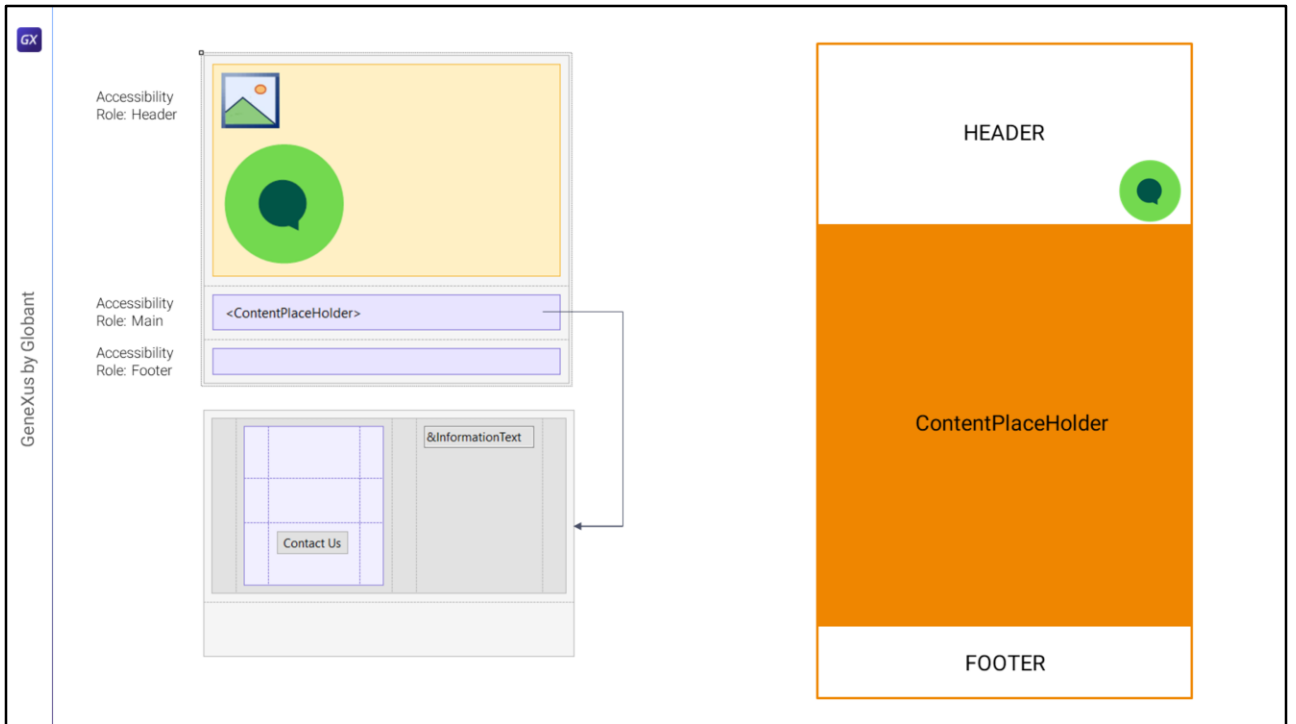 GX
GeneXus by Globant
Accessibility
Role: Header
Accessibility
Role: Main
<ContentPlaceHolder>
Accessibility
Role: Footer
&InformationText
Contact Us
HEADER
ContentPlaceHolder
FOOTER